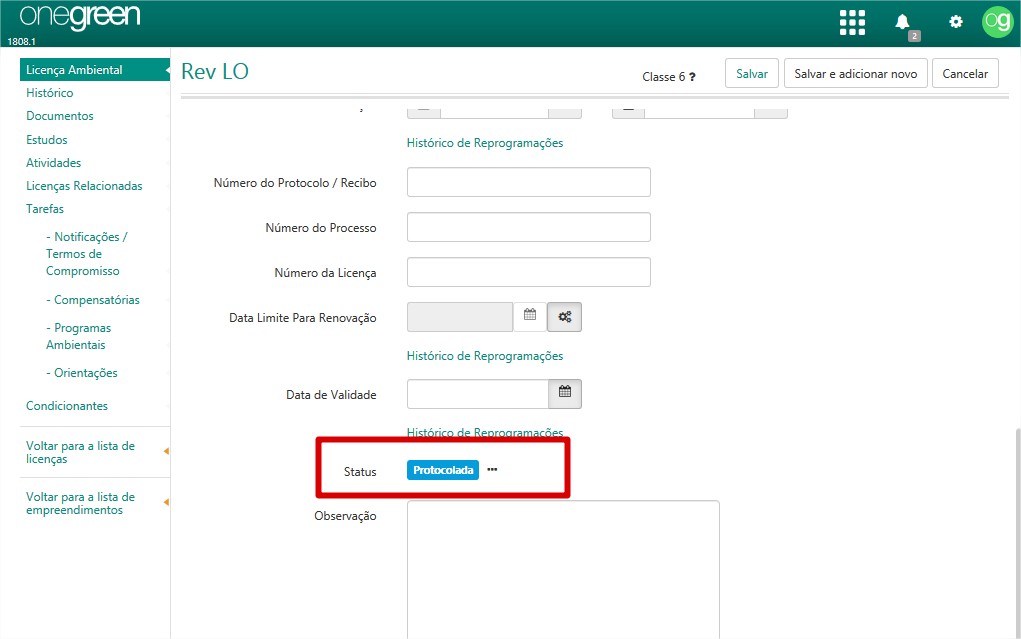 onegreen
1808.1
2
og
Licença Ambiental
Histórico
Documentos
Estudos
Atividades
Licenças Relacionadas
Tarefas
- Notificações /
Termos de
Compromisso
- Compensatórias
- Programas
Ambientais
- Orientações
Condicionantes
Voltar para a lista de
licenças
Voltar para a lista de
empreendimentos
Rev LO
Classe 6 ?
Salvar
Salvar e adicionar novo
Cancelar
Histórico de Reprogramações
Número do Protocolo / Recibo
Número do Processo
Número da Licença
Data Limite Para Renovação
Histórico de Reprogramações
Data de Validade
Histórico de Reprogramações
Status
Protocolada ...
Observação